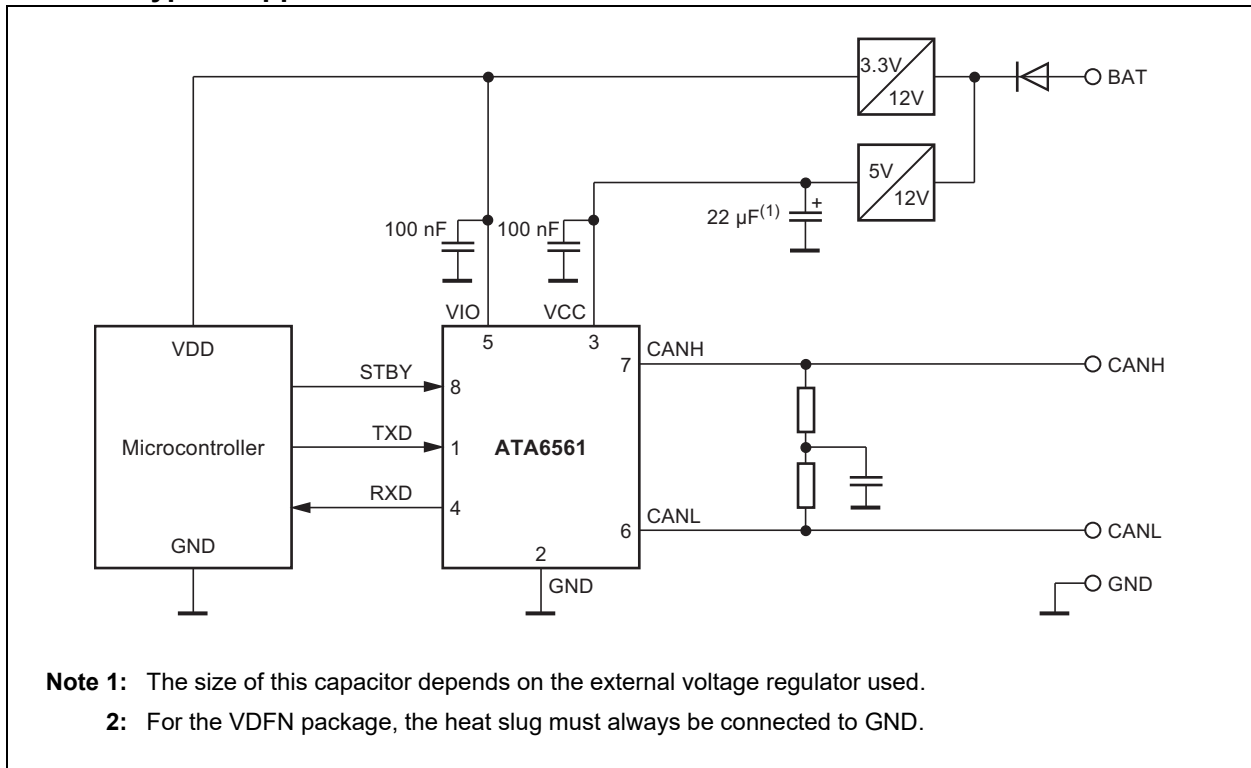 3.3V
12V
BAT
5V
12V
22 µF(1)
+
100 nF
100 nF
VIO
VCC
VDD
5
3
CANH
7
CANH
STBY
8
Microcontroller
TXD
1
ATA6561
RXD
4
CANL
6
CANL
GND
2
GND
GND
Note 1: The size of this capacitor depends on the external voltage regulator used.
2: For the VDFN package, the heat slug must always be connected to GND.